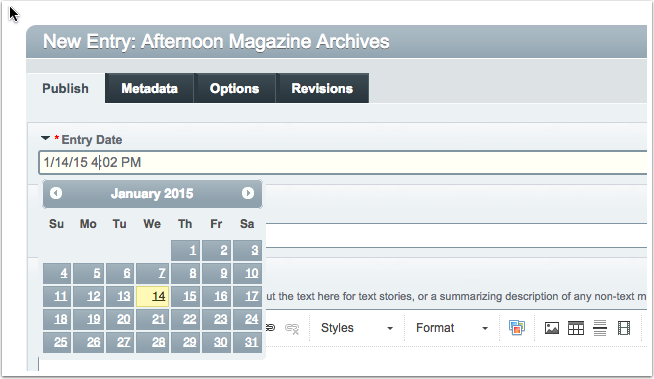 New Entry: Afternoon Magazine Archives
Publish Metadata Options Revisions
* Entry Date
1/14/15 4:02 PM
January 2015
Su Mo Tu We Th Fr Sa
1 2 3
4 5 6 7 8 9 10
11 12 13 14 15 16 17
ut the text here for text stories, or a summarizing description of any non-text m
18 19 20 21 22 23 24
Styles Format
25 26 27 28 29 30 31